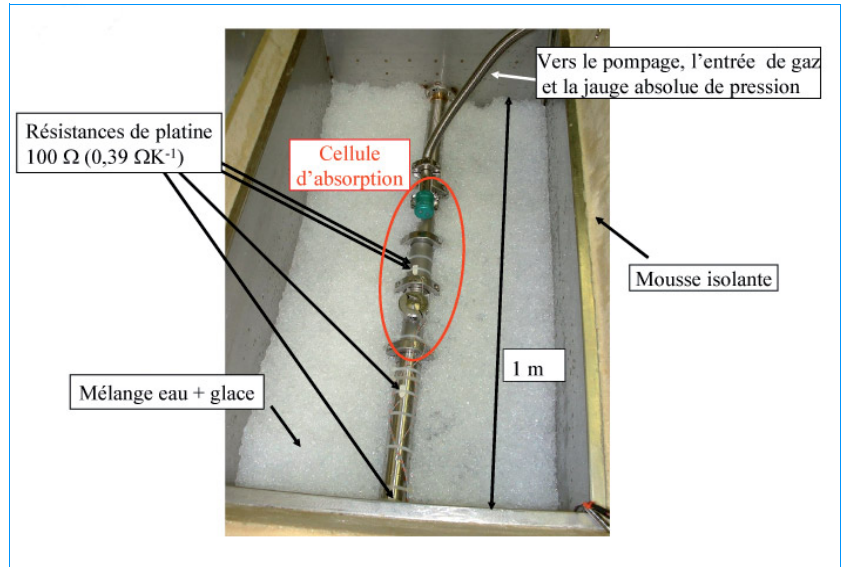 Vers le pompage, l'entrée de gaz
et la jauge absolue de pression
Résistances de platine
100 Ω (0,39 ΩK⁻¹)
Cellule
d'absorption
Mousse isolante
1 m
Mélange eau + glace